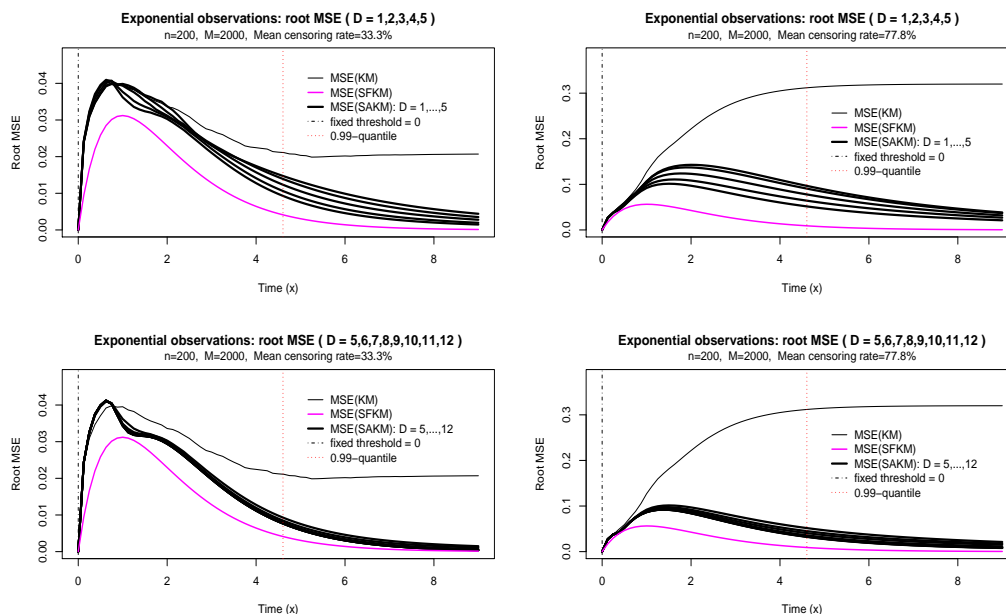 Exponential observations: root MSE ( D = 1,2,3,4,5 )
n=200, M=2000, Mean censoring rate=33.3%
Root MSE
0.00
0.01
0.02
0.03
0.04
MSE(KM)
MSE(SFKM)
MSE(SAKM): D = 1,...,5
fixed threshold = 0
0.99−quantile
0
2
4
6
8
Time (x)
Exponential observations: root MSE ( D = 1,2,3,4,5 )
n=200, M=2000, Mean censoring rate=77.8%
Root MSE
0.0
0.1
0.2
0.3
MSE(KM)
MSE(SFKM)
MSE(SAKM): D = 1,...,5
fixed threshold = 0
0.99−quantile
0
2
4
6
8
Time (x)
Exponential observations: root MSE ( D = 5,6,7,8,9,10,11,12 )
n=200, M=2000, Mean censoring rate=33.3%
Root MSE
0.00
0.01
0.02
0.03
0.04
MSE(KM)
MSE(SFKM)
MSE(SAKM): D = 5,...,12
fixed threshold = 0
0.99−quantile
0
2
4
6
8
Time (x)
Exponential observations: root MSE ( D = 5,6,7,8,9,10,11,12 )
n=200, M=2000, Mean censoring rate=77.8%
Root MSE
0.0
0.1
0.2
0.3
MSE(KM)
MSE(SFKM)
MSE(SAKM): D = 5,...,12
fixed threshold = 0
0.99−quantile
0
2
4
6
8
Time (x)